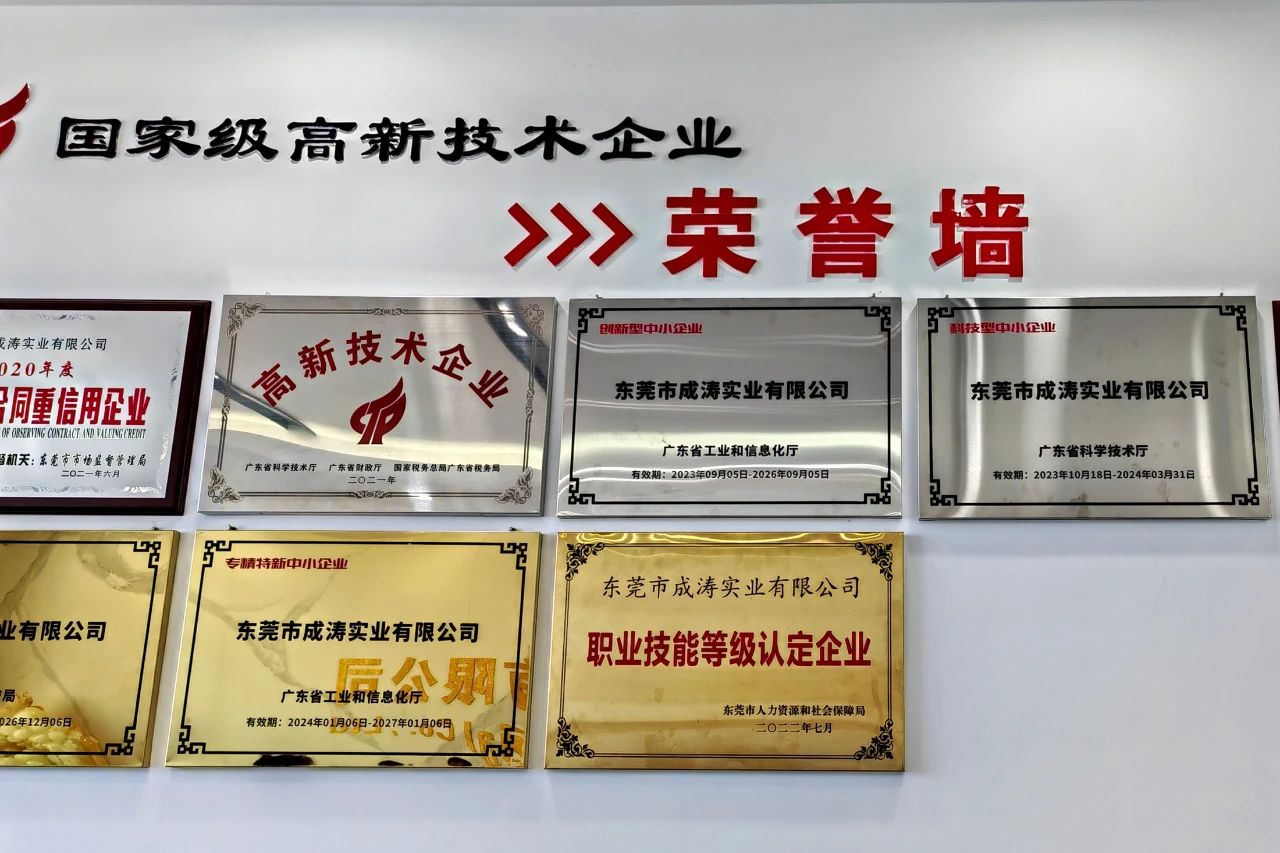 国家级高新技术企业
>>> 荣誉墙
成涛实业有限公司
2020年度
合同重信用企业
OF OBSERVING CONTRACT AND VALUING CREDIT
机关:东莞市市场监督管理局
二〇二一年六月
高新技术企业
广东省科学技术厅 广东省财政厅 国家税务总局广东省税务局
二〇二一年
创新型中小企业
东莞市成涛实业有限公司
广东省工业和信息化厅
有效期：2023年09月05日-2026年09月05日
科技型中小企业
东莞市成涛实业有限公司
广东省科学技术厅
有效期：2023年10月18日-2024年03月31日
业有限公司
局
2026年12月06日
专精特新中小企业
东莞市成涛实业有限公司
广东省工业和信息化厅
有效期：2024年01月06日-2027年01月06日
东莞市成涛实业有限公司
职业技能等级认定企业
东莞市人力资源和社会保障局
二〇二二年七月